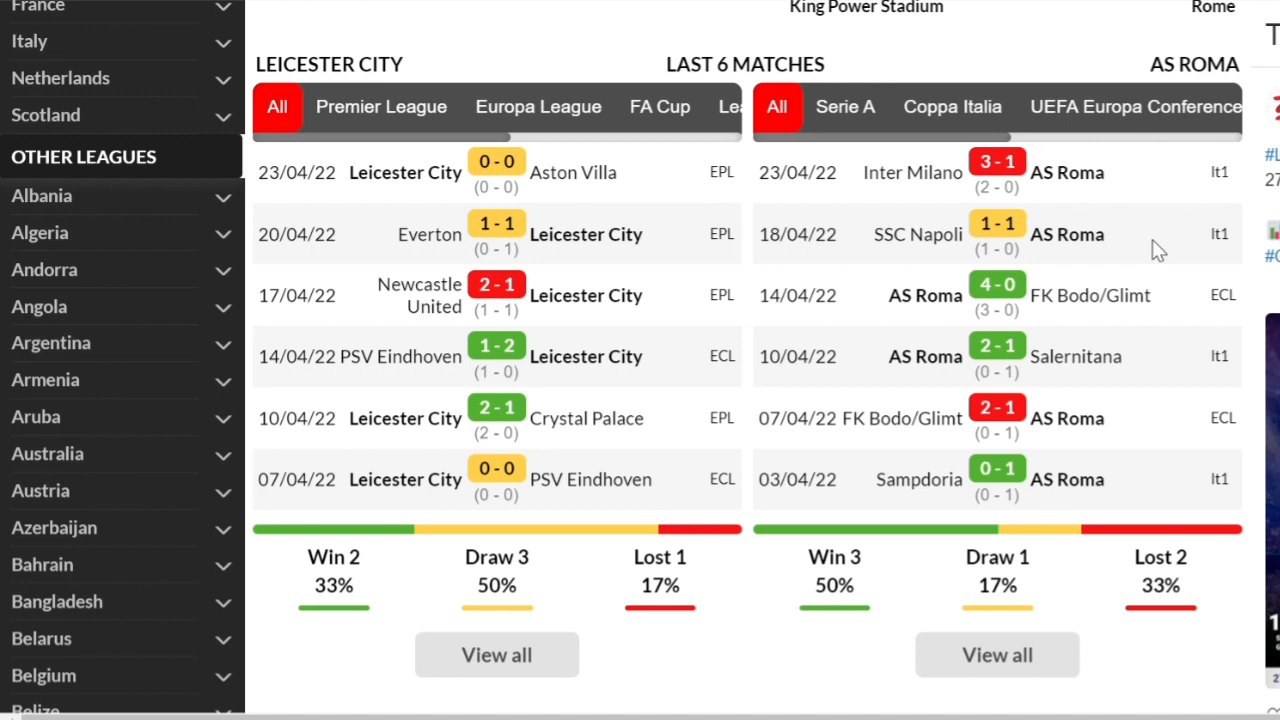 France
King Power Stadium Rome
Italy
LEICESTER CITY LAST 6 MATCHES AS ROMA
Netherlands
All Premier League Europa League FA Cup All Serie A Coppa Italia UEFA Europa Conference
Scotland
OTHER LEAGUES
23/04/22 Leicester City 0 - 0 Aston Villa EPL
(0 - 0)
23/04/22 Inter Milano 3 - 1 AS Roma It1
(2 - 0)
Albania
20/04/22 Everton 1 - 1 Leicester City EPL
(0 - 1)
18/04/22 SSC Napoli 1 - 1 AS Roma It1
(1 - 0)
Algeria
Andorra
17/04/22 Newcastle United 2 - 1 Leicester City EPL
(1 - 1)
14/04/22 AS Roma 4 - 0 FK Bodo/Glimt ECL
(3 - 0)
Angola
Argentina
14/04/22 PSV Eindhoven 1 - 2 Leicester City ECL
(1 - 0)
10/04/22 AS Roma 2 - 1 Salernitana It1
(0 - 1)
Armenia
Aruba
10/04/22 Leicester City 2 - 1 Crystal Palace EPL
(2 - 0)
07/04/22 FK Bodo/Glimt 2 - 1 AS Roma ECL
(0 - 1)
Australia
Austria
07/04/22 Leicester City 0 - 0 PSV Eindhoven ECL
(0 - 0)
03/04/22 Sampdoria 0 - 1 AS Roma It1
(0 - 1)
Azerbaijan
Bahrain
Win 2 Draw 3 Lost 1 Win 3 Draw 1 Lost 2
33% 50% 17% 50% 17% 33%
Bangladesh
Belarus
View all View all
Belgium
Belize